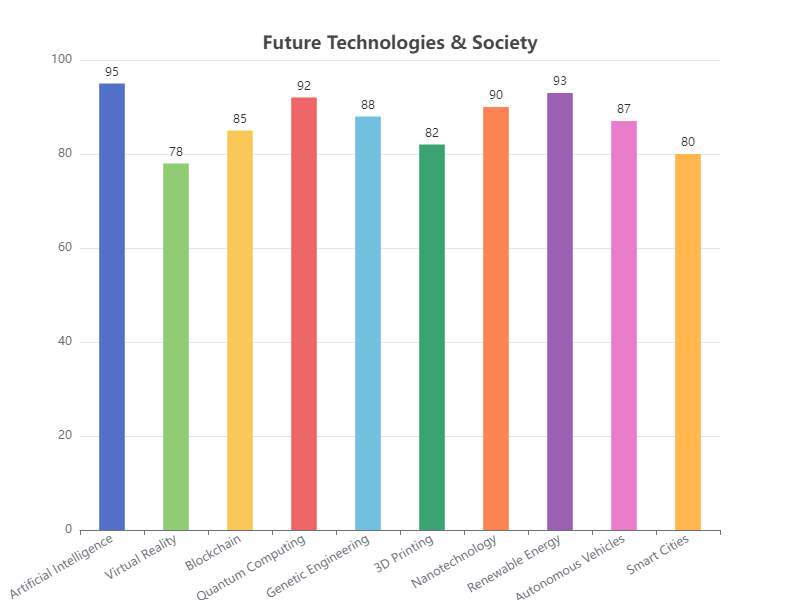 Future Technologies & Society
100
80
60
40
20
0
95
78
85
92
88
82
90
93
87
80
Artificial Intelligence
Virtual Reality
Blockchain
Quantum Computing
Genetic Engineering
3D Printing
Nanotechnology
Renewable Energy
Autonomous Vehicles
Smart Cities